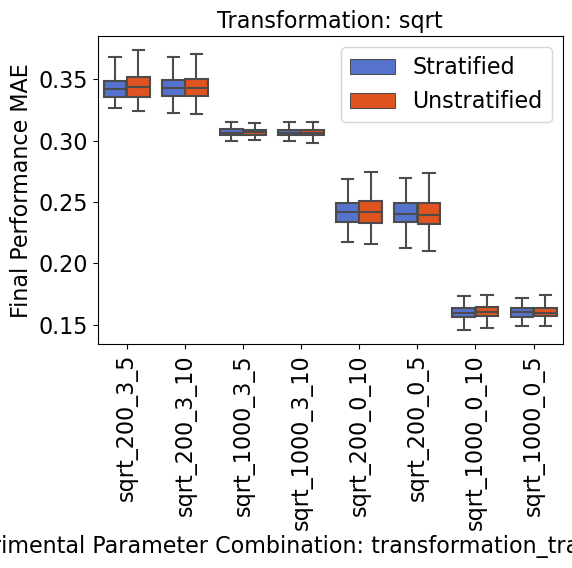 Transformation: sqrt
Final Performance MAE
0.35
0.30
0.25
0.20
0.15
Stratified
Unstratified
sqrt_200_3_5
sqrt_200_3_10
sqrt_1000_3_5
sqrt_1000_3_10
sqrt_200_0_10
sqrt_200_0_5
sqrt_1000_0_10
sqrt_1000_0_5
rimental Parameter Combination: transformation_tra